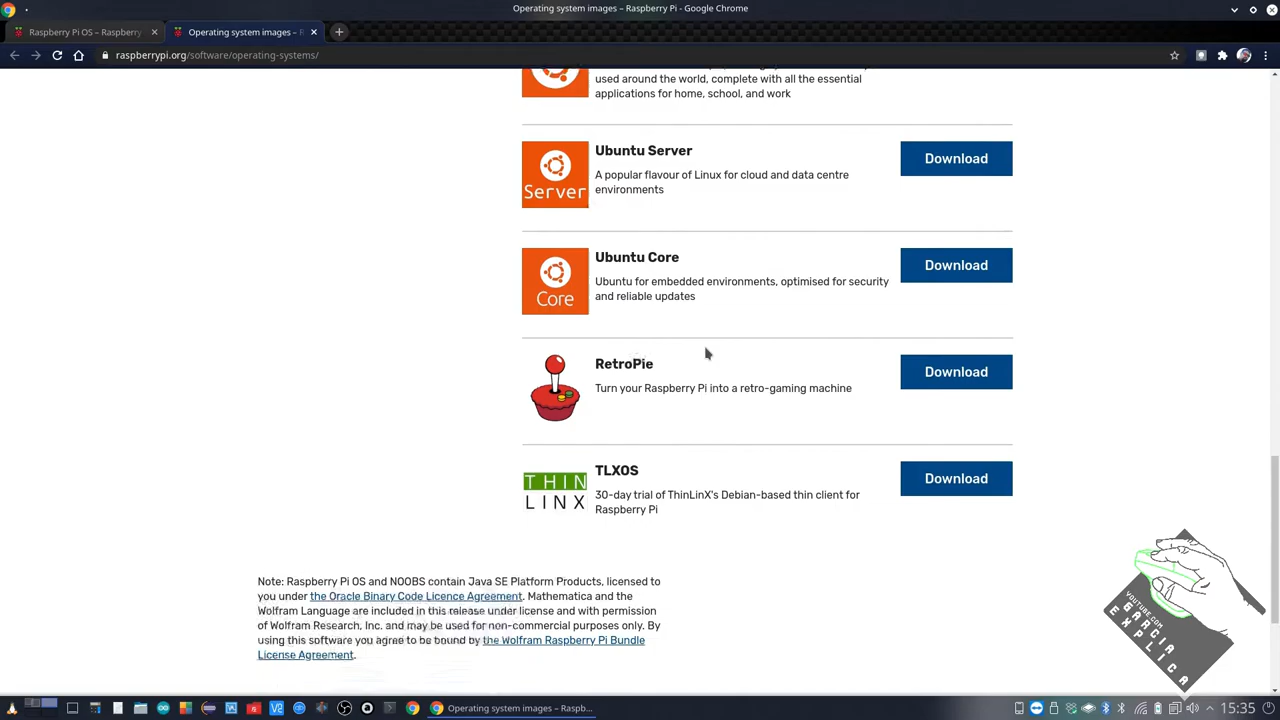 Operating system images – Raspberry Pi - Google Chrome
Raspberry Pi OS – Raspberry
Operating system images – R
raspberrypi.org/software/operating-systems/
used around the world, complete with all the essential
applications for home, school, and work
Ubuntu Server
Download
A popular flavour of Linux for cloud and data centre
environments
Server
Ubuntu Core
Download
Ubuntu for embedded environments, optimised for security
and reliable updates
Core
RetroPie
Download
Turn your Raspberry Pi into a retro-gaming machine
TLXOS
Download
THIN
LINX
30-day trial of ThinLinX's Debian-based thin client for
Raspberry Pi
Note: Raspberry Pi OS and NOOBS contain Java SE Platform Products, licensed to
you under the Oracle Binary Code Licence Agreement. Mathematica and the
Wolfram Language are included in this release under license and with permission
of Wolfram Research, Inc. and may be used for non-commercial purposes only. By
using this software you agree to be bound by the Wolfram Raspberry Pi Bundle
License Agreement.
YOUTUBE.COM
GARCIA
EXPLICA
Operating system images – Raspb...
15:35